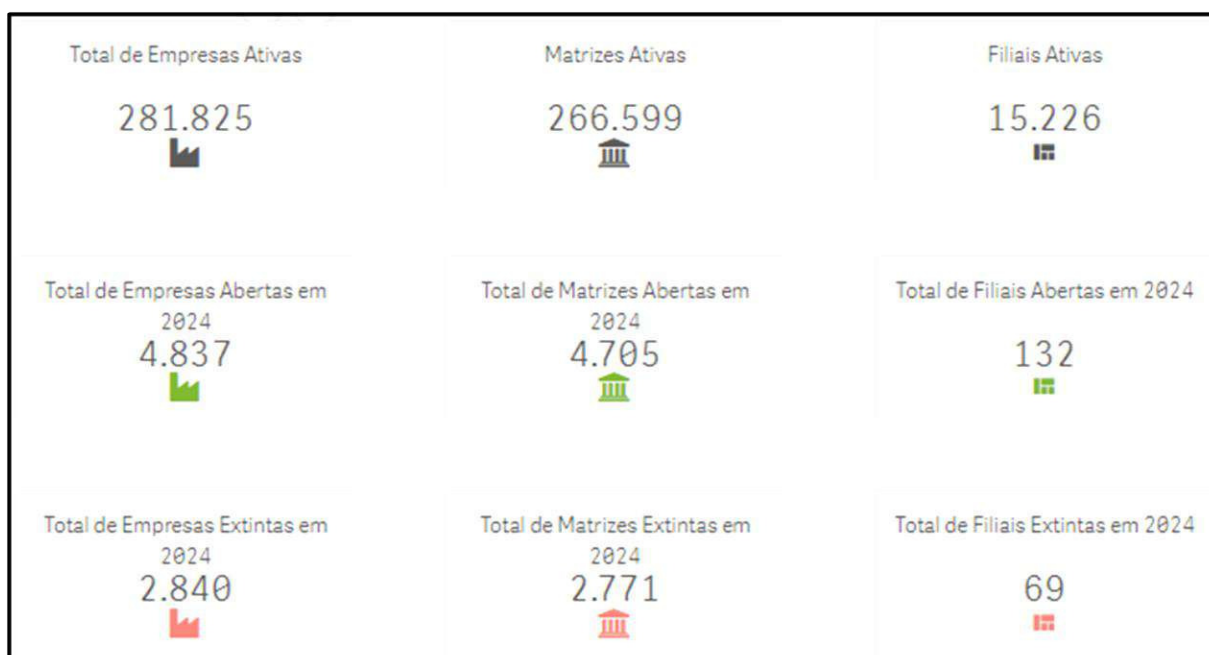 Total de Empresas Ativas
281.825
Matrizes Ativas
266.599
Filiais Ativas
15.226
Total de Empresas Abertas em
2024
4.837
Total de Matrizes Abertas em
2024
4.705
Total de Filiais Abertas em 2024
132
Total de Empresas Extintas em
2024
2.840
Total de Matrizes Extintas em
2024
2.771
Total de Filiais Extintas em 2024
69